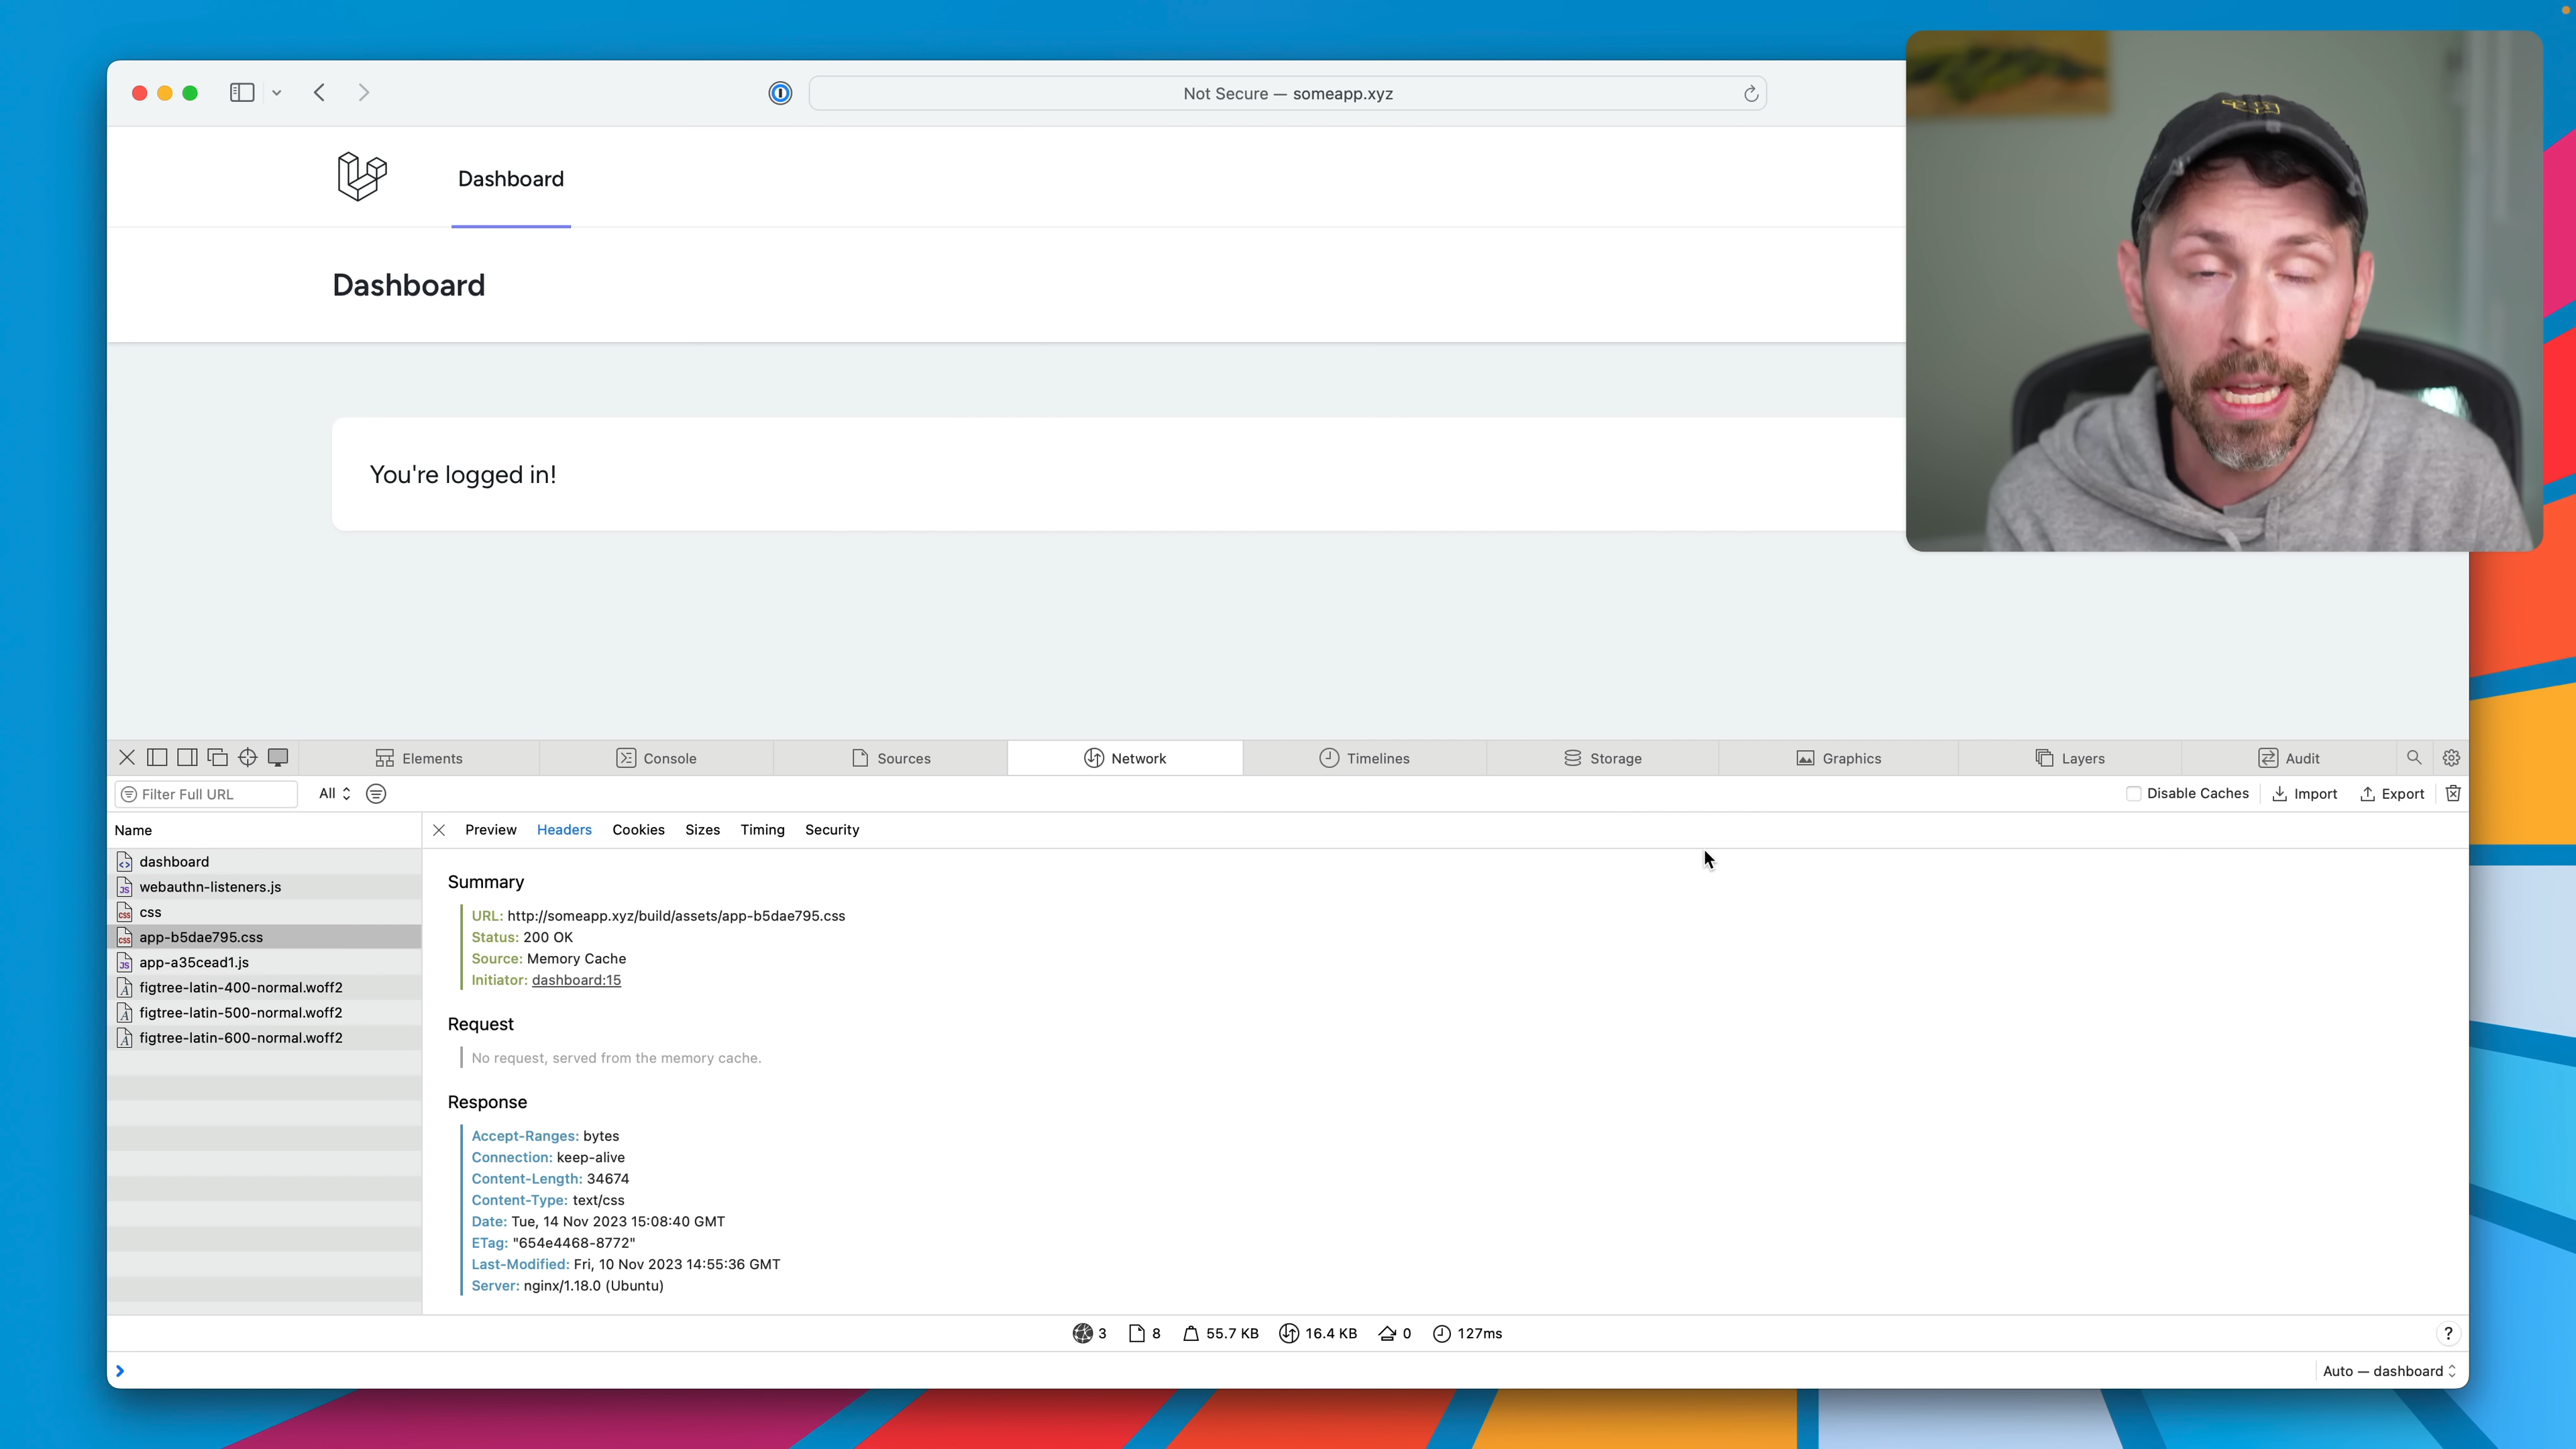 Not Secure — someapp.xyz
Dashboard
Dashboard
You're logged in!
Elements
Console
Sources
Network
Timelines
Storage
Graphics
Layers
Audit
Filter Full URL
All
Disable Caches
Import
Export
Name
Preview
Headers
Cookies
Sizes
Timing
Security
dashboard
webauthn-listeners.js
css
app-b5dae795.css
app-a35cead1.js
figtree-latin-400-normal.woff2
figtree-latin-500-normal.woff2
figtree-latin-600-normal.woff2
Summary
URL: http://someapp.xyz/build/assets/app-b5dae795.css
Status: 200 OK
Source: Memory Cache
Initiator: dashboard:15
Request
No request, served from the memory cache.
Response
Accept-Ranges: bytes
Connection: keep-alive
Content-Length: 34674
Content-Type: text/css
Date: Tue, 14 Nov 2023 15:08:40 GMT
ETag: "654e4468-8772"
Last-Modified: Fri, 10 Nov 2023 14:55:36 GMT
Server: nginx/1.18.0 (Ubuntu)
3
8
55.7 KB
16.4 KB
0
127ms
?
Auto — dashboard